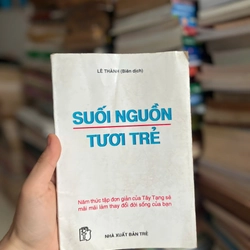 LÊ THÀNH (Biên dịch)
SUỐI NGUỒN
TƯƠI TRẺ
Năm thức tập đơn giản của Tây Tạng sẽ
mãi mãi làm thay đổi đời sống của bạn
NHÀ XUẤT BẢN TRẺ